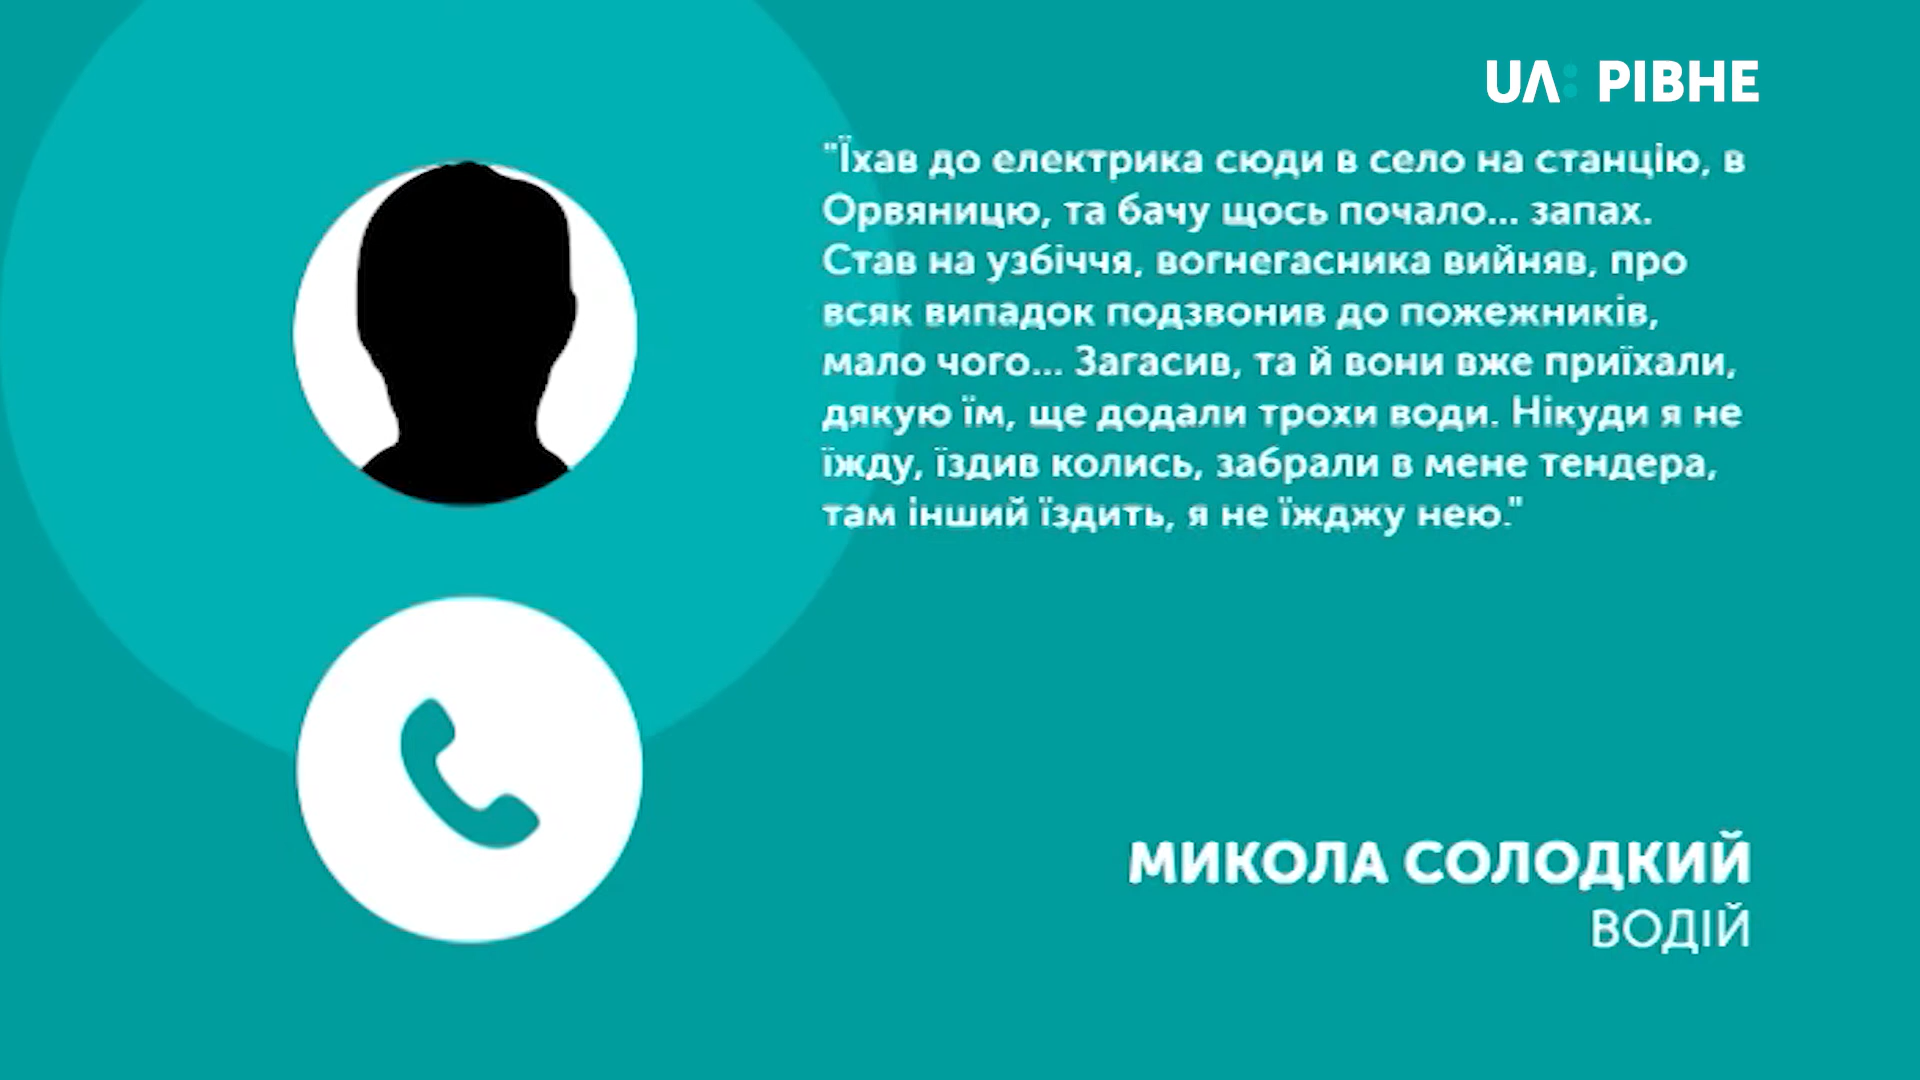 UA: РІВНЕ
"Їхав до електрика сюди в село на станцію, в
Орвяницю, та бачу щось почало... запах.
Став на узбіччя, вогнегасника вийняв, про
всяк випадок подзвонив до пожежників,
мало чого... Загасив, та й вони вже приїхали,
дякую їм, ще додали трохи води. Нікуди я не
їжду, їздив колись, забрали в мене тендера,
там інший їздить, я не їжджу нею."
МИКОЛА СОЛОДКИЙ
ВОДІЙ